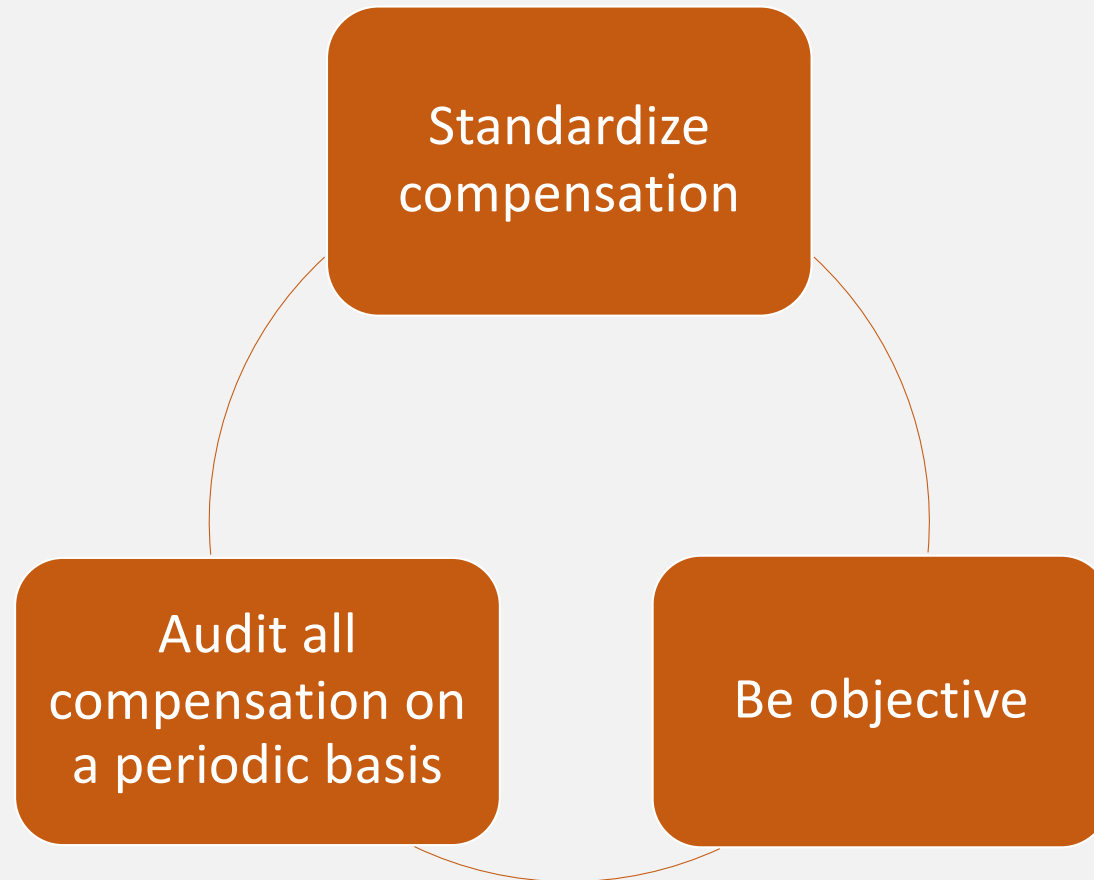 Standardize
compensation
Be objective
Audit all
compensation on
a periodic basis